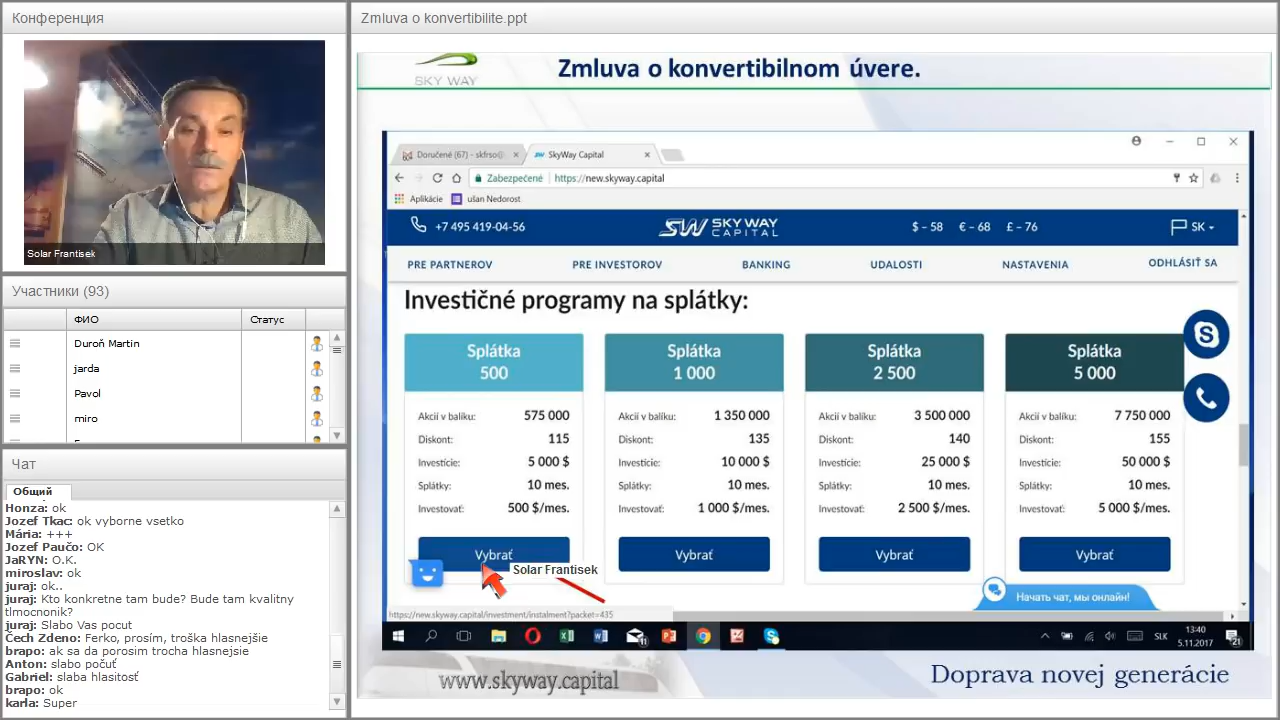 Конференция
Solar Frantisek
Участники (93)
ФИО
Статус
Duroň Martin
jarda
Pavol
miro
Чат
Общий
Honza: ok
Jozef Tkac: ok vyborne vsetko
Mária: +++
Jozef Paučo: OK
JaRYN: O.K.
miroslav: ok
juraj: ok..
juraj: Kto konkretne tam bude? Bude tam kvalitny
tlmocnonik?
juraj: Slabo Vas pocut
Čech Zdeno: Ferko, prosím, troška hlasnejšie
brapo: ak se da porosim trocha hlasnejsie
Anton: slabo počuť
Gabriel: slaba hlasitosť
brapo: ok
karla: Super
Zmluva o konvertibilite.ppt
SKY WAY
Zmluva o konvertibilnom úvere.
Doručené (67) - skfrso@
SkyWay Capital
Zabezpečené
https://new.skyway.capital
Aplikácie
ušan Nedorost
+7 495 419-04-56
SW SKY WAY CAPITAL
$ – 58 € – 68 £ – 76
SK
PRE PARTNEROV
PRE INVESTOROV
BANKING
UDALOSTI
NASTAVENIA
ODHLÁSIŤ SA
Investičné programy na splátky:
Splátka
500
Akcií v balíku: 575 000
Diskont: 115
Investície: 5 000 $
Splátky: 10 mes.
Investovať: 500 $/mes.
Vybrať
Splátka
1 000
Akcií v balíku: 1 350 000
Diskont: 135
Investície: 10 000 $
Splátky: 10 mes.
Investovať: 1 000 $/mes.
Vybrať
Splátka
2 500
Akcií v balíku: 3 500 000
Diskont: 140
Investície: 25 000 $
Splátky: 10 mes.
Investovať: 2 500 $/mes.
Vybrať
Splátka
5 000
Akcií v balíku: 7 750 000
Diskont: 155
Investície: 50 000 $
Splátky: 10 mes.
Investovať: 5 000 $/mes.
Vybrať
Solar Frantisek
Начать чат, мы онлайн!
https://new.skyway.capital/investment/instalment?packet=435
11
SLK
13:40
5.11.2017
21
www.skyway.capital
Doprava novej generácie